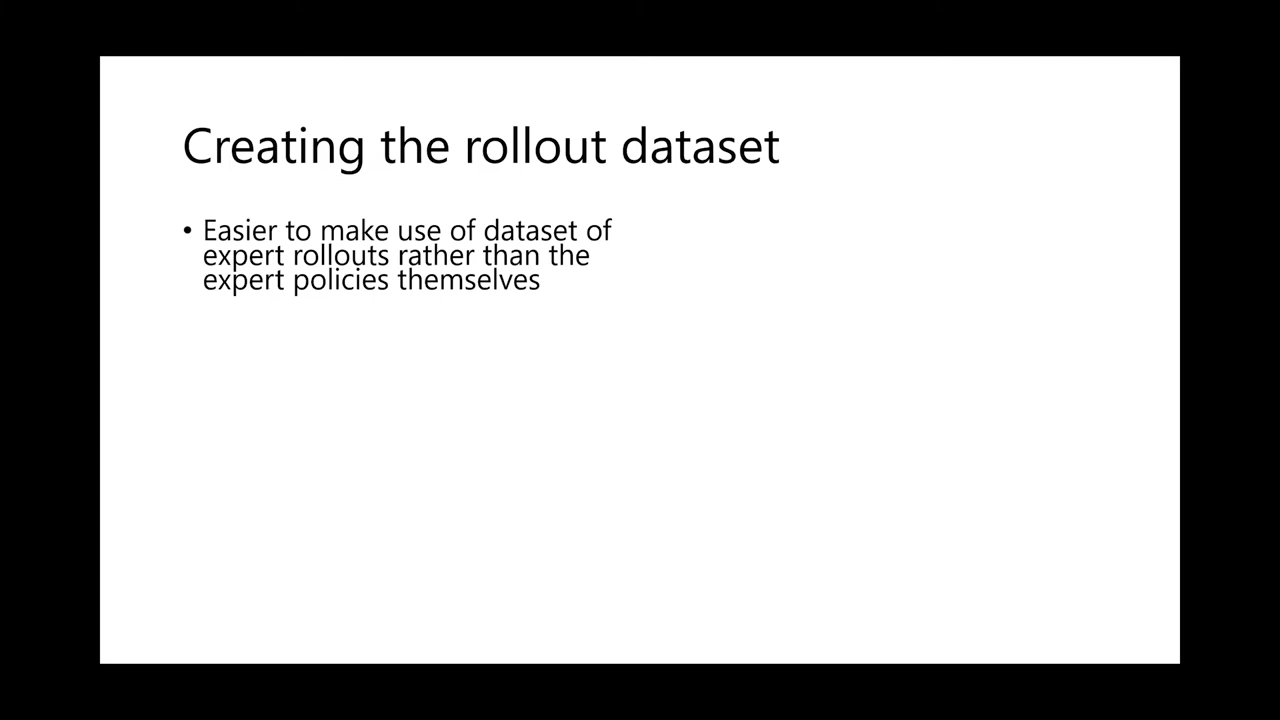 Creating the rollout dataset
• Easier to make use of dataset of
expert rollouts rather than the
expert policies themselves